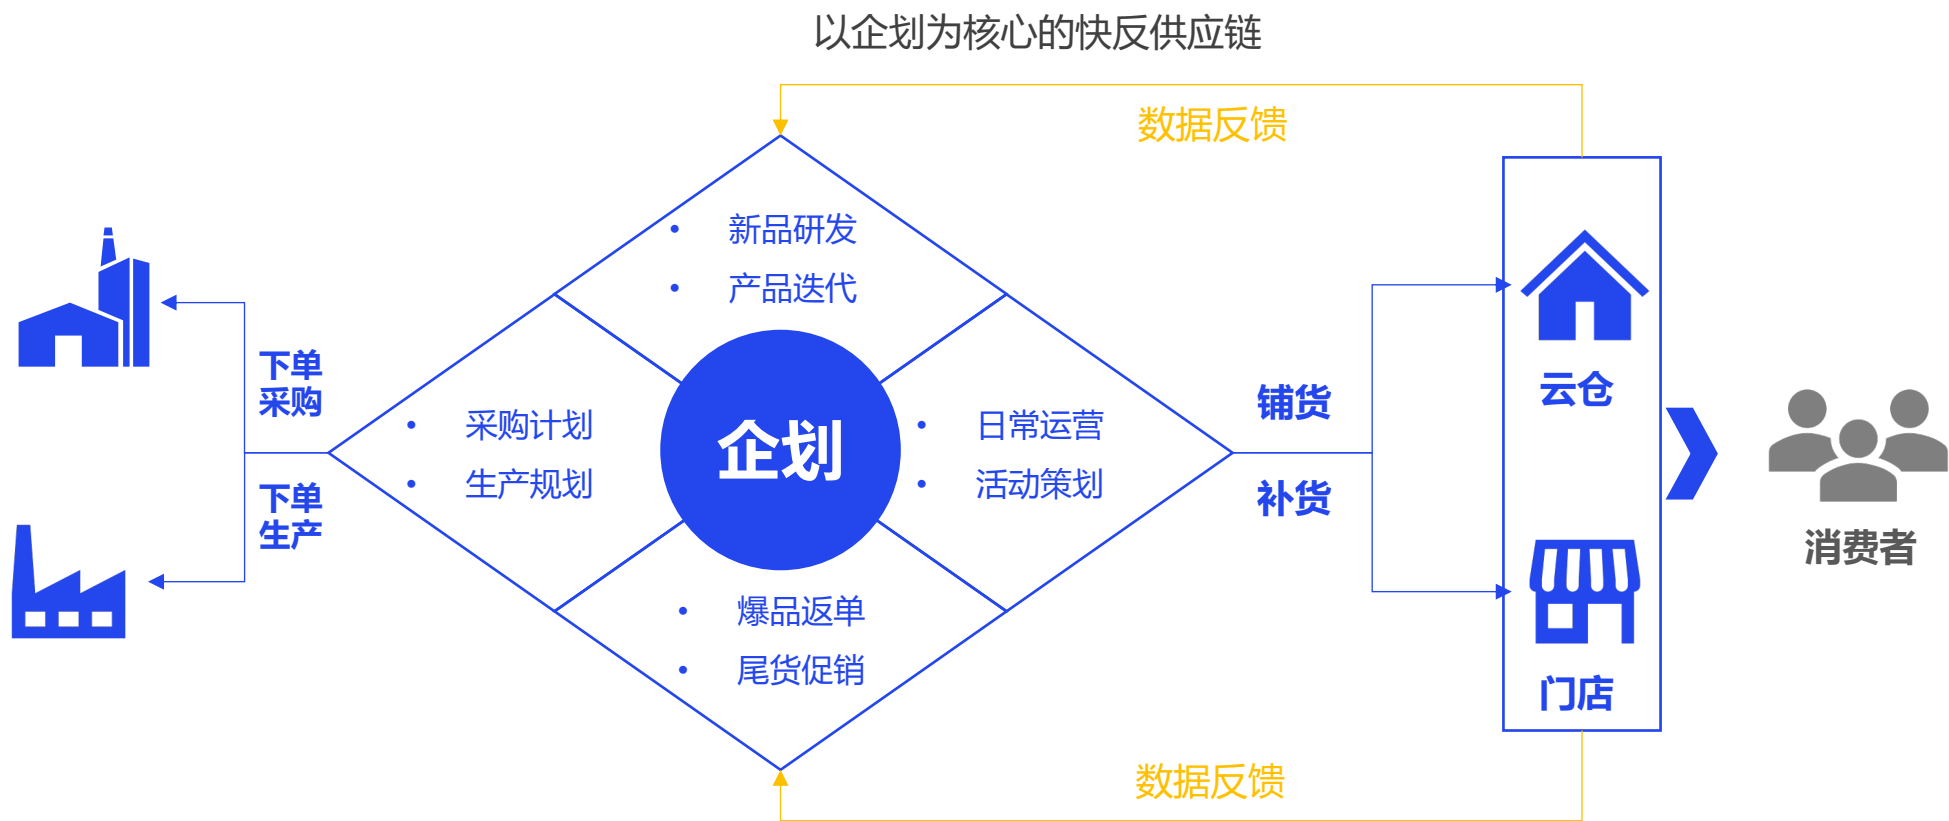 以企划为核心的快反供应链
数据反馈
• 新品研发
• 产品迭代
下单
采购
下单
生产
• 采购计划
• 生产规划
企划
• 日常运营
• 活动策划
• 爆品返单
• 尾货促销
铺货
补货
云仓
门店
消费者
数据反馈